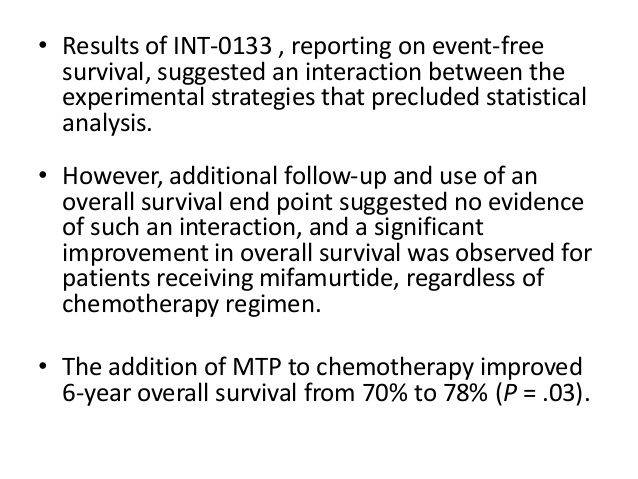 • Results of INT-0133 , reporting on event-free
survival, suggested an interaction between the
experimental strategies that precluded statistical
analysis.
• However, additional follow-up and use of an
overall survival end point suggested no evidence
of such an interaction, and a significant
improvement in overall survival was observed for
patients receiving mifamurtide, regardless of
chemotherapy regimen.
• The addition of MTP to chemotherapy improved
6-year overall survival from 70% to 78% (P = .03).